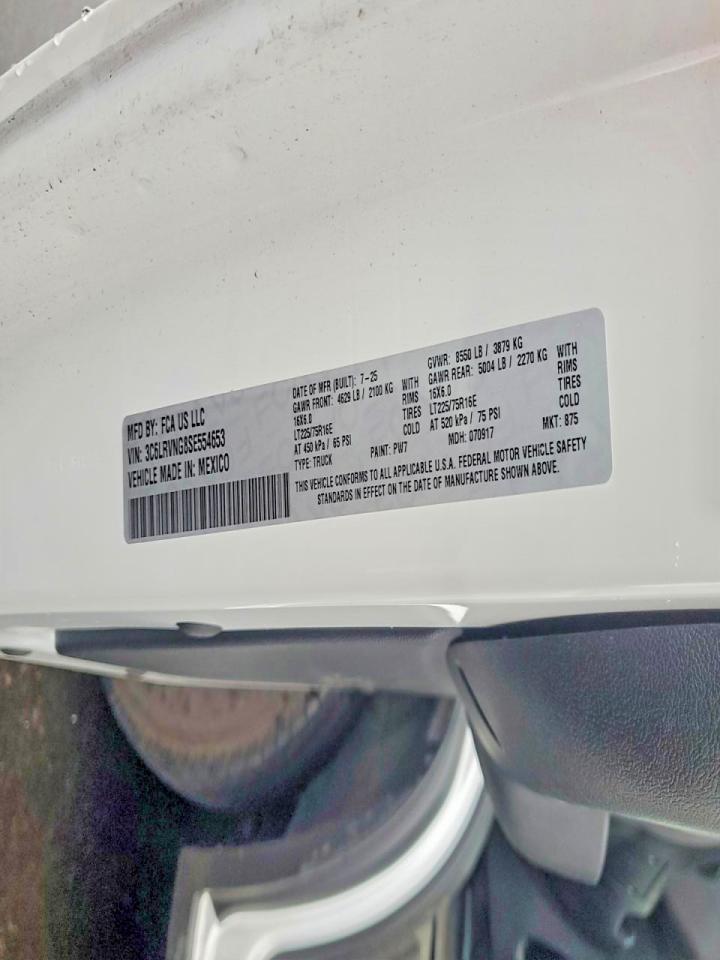 MFD BY: FCA US LLC
VIN: 3C6LRVNG8SE554653
VEHICLE MADE IN: MEXICO
DATE OF MFR (BUILT): 7-25
GAWR FRONT: 4629 LB / 2100 KG WITH
16X6.0 RIMS
LT225/75R16E TIRES
AT 450 kPa / 65 PSI COLD
TYPE: TRUCK PAINT: PW7
GVWR: 8550 LB / 3879 KG
GAWR REAR: 5004 LB / 2270 KG WITH
16X6.0 RIMS
LT225/75R16E TIRES
AT 520 kPa / 75 PSI COLD
MDH: 070917 MKT: 875
THIS VEHICLE CONFORMS TO ALL APPLICABLE U.S.A. FEDERAL MOTOR VEHICLE SAFETY
STANDARDS IN EFFECT ON THE DATE OF MANUFACTURE SHOWN ABOVE.